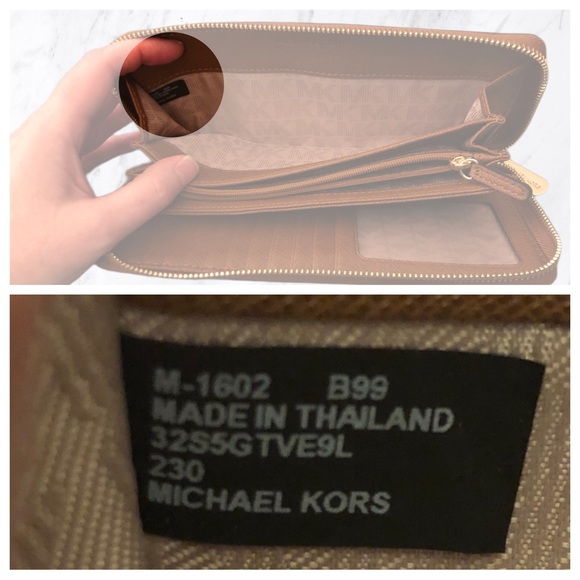 M-1602 B99
MADE IN THAILAND
32S5GTVE9L
230
MICHAEL KORS